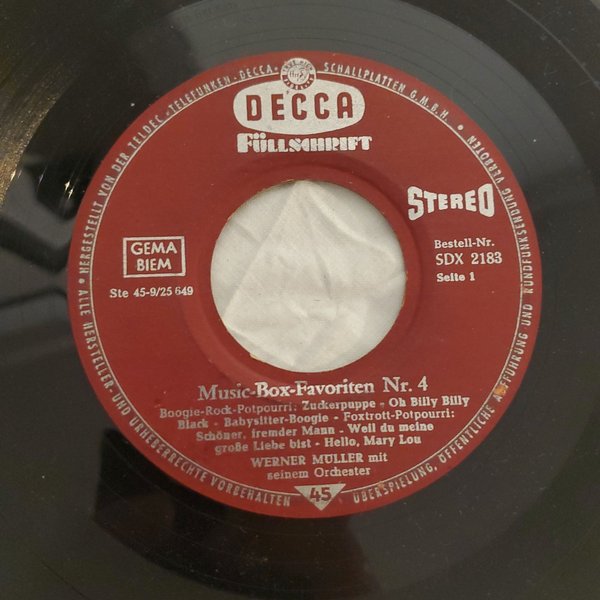 • HERGESTELLT VON DER TELDEC »TELEFUNKEN-DECCA« SCHALLPLATTEN G.M.B.H. •
DECCA
FÜLLSCHRIFT
STEREO
GEMA
BIEM
Bestell-Nr.
SDX 2183
Seite 1
Ste 45-9/25 649
Music-Box-Favoriten Nr. 4
Boogie-Rock-Potpourri: Zuckerpuppe - Oh Billy Billy
Black - Babysitter-Boogie - Foxtrott-Potpourri:
Schöner, fremder Mann - Weil du meine
große Liebe bist - Hello, Mary Lou
WERNER MÜLLER mit
seinem Orchester
45
ALLE HERSTELLER- UND URHEBERRECHTE VORBEHALTEN
ÜBERSPIELUNG, ÖFFENTLICHE AUFFÜHRUNG UND RUNDFUNKSENDUNG VERBOTEN